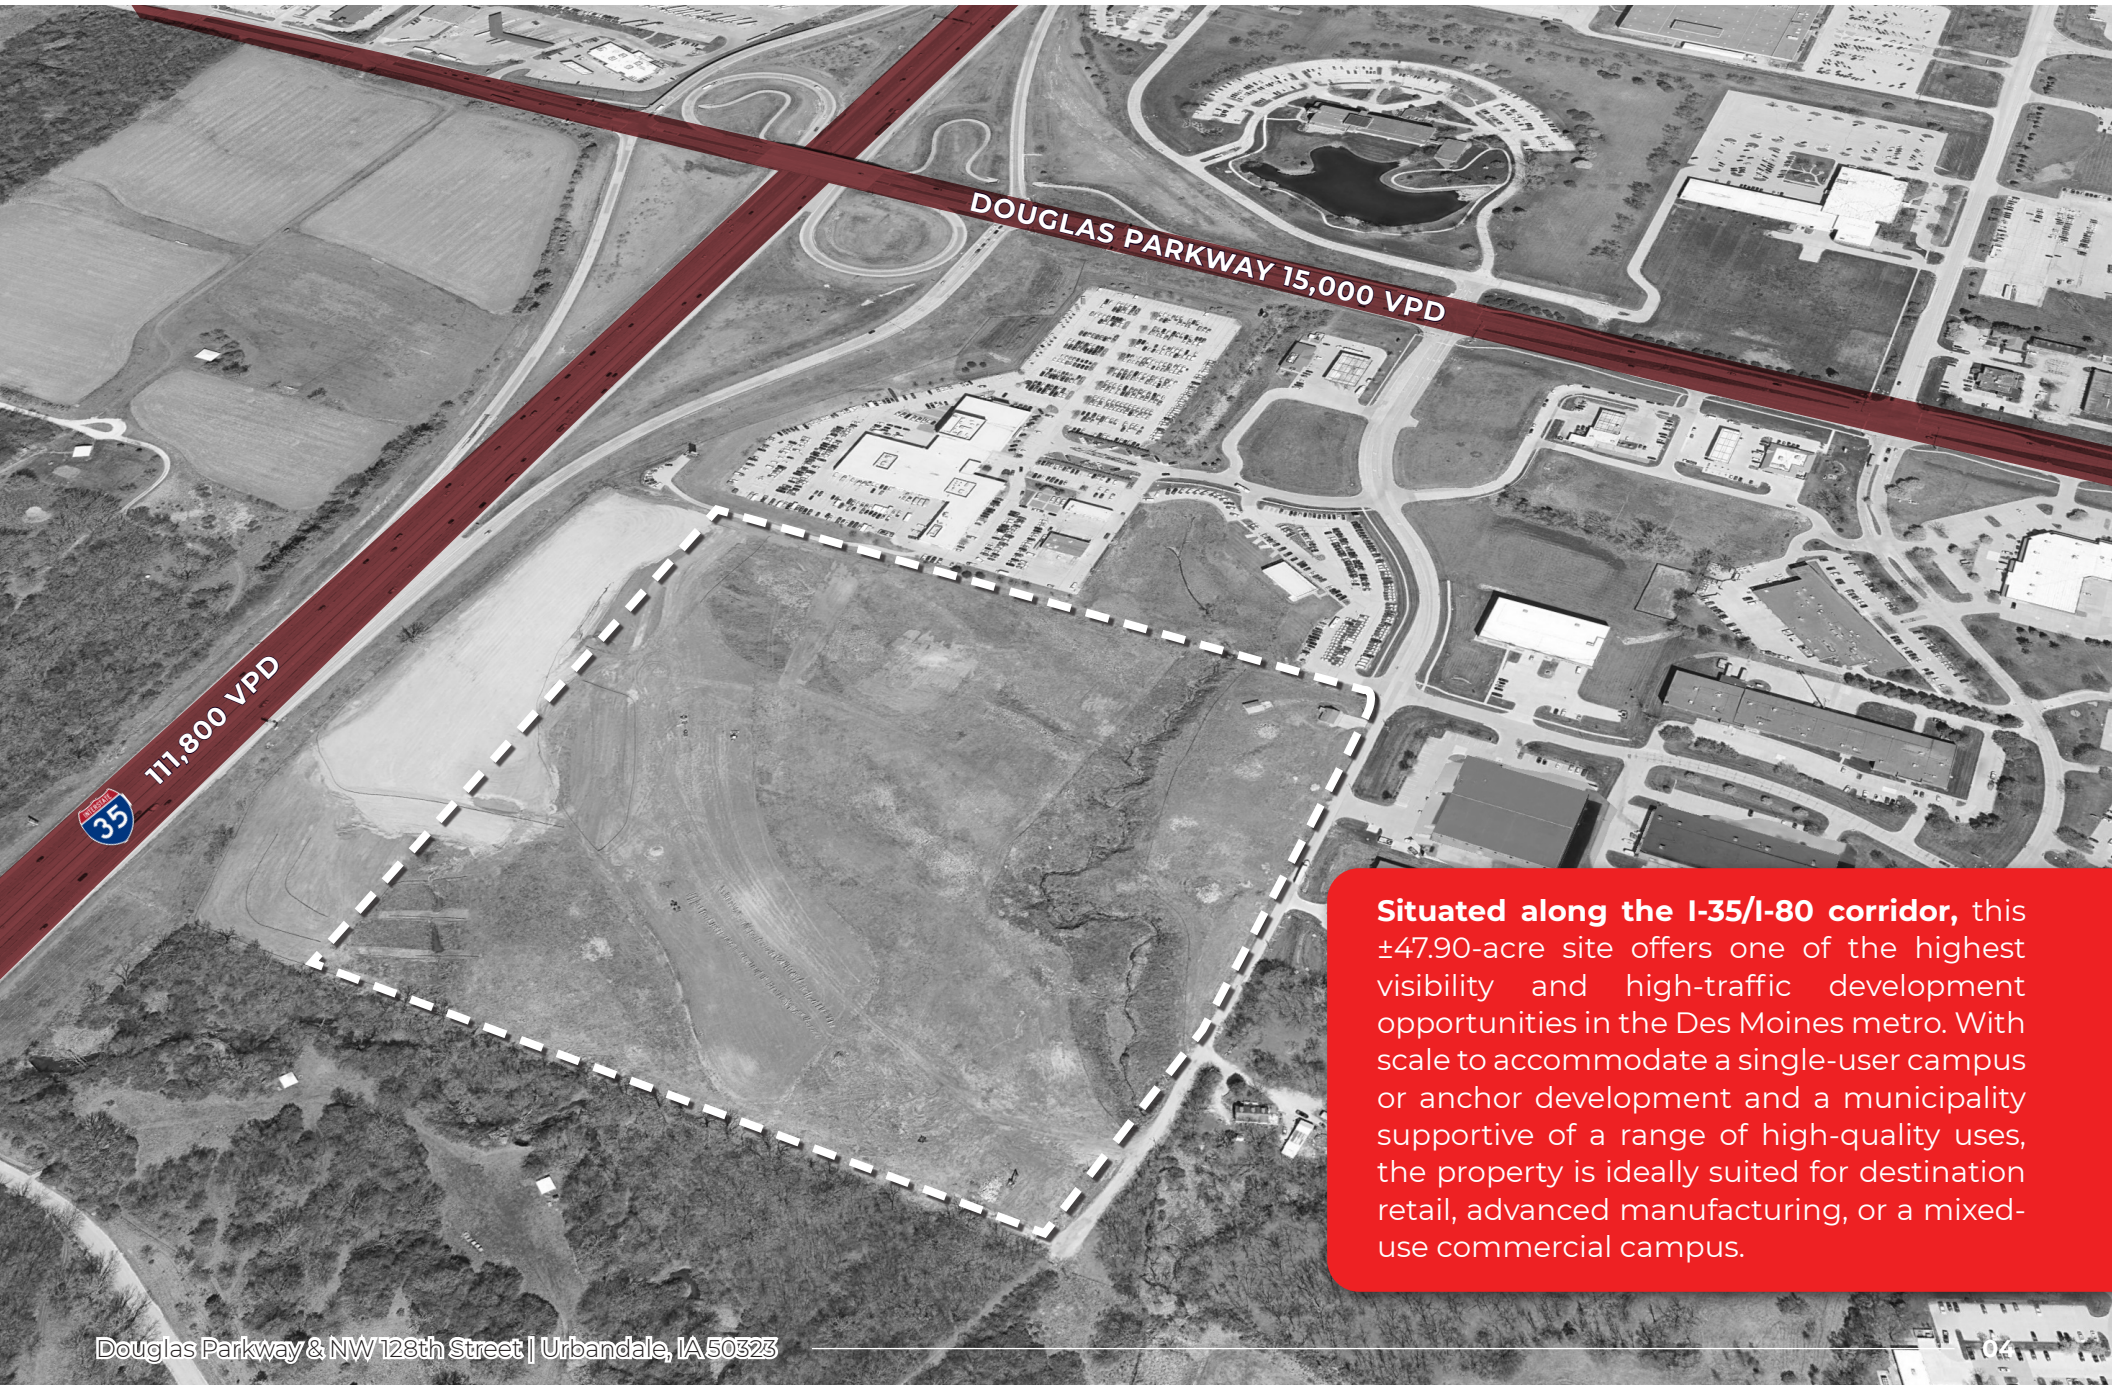 DOUGLAS PARKWAY 15,000 VPD
111,800 VPD
INTERSTATE
35
Situated along the I-35/I-80 corridor, this
±47.90-acre site offers one of the highest
visibility and high-traffic development
opportunities in the Des Moines metro. With
scale to accommodate a single-user campus
or anchor development and a municipality
supportive of a range of high-quality uses,
the property is ideally suited for destination
retail, advanced manufacturing, or a mixed-
use commercial campus.
Douglas Parkway & NW 128th Street | Urbandale, IA 50323
04